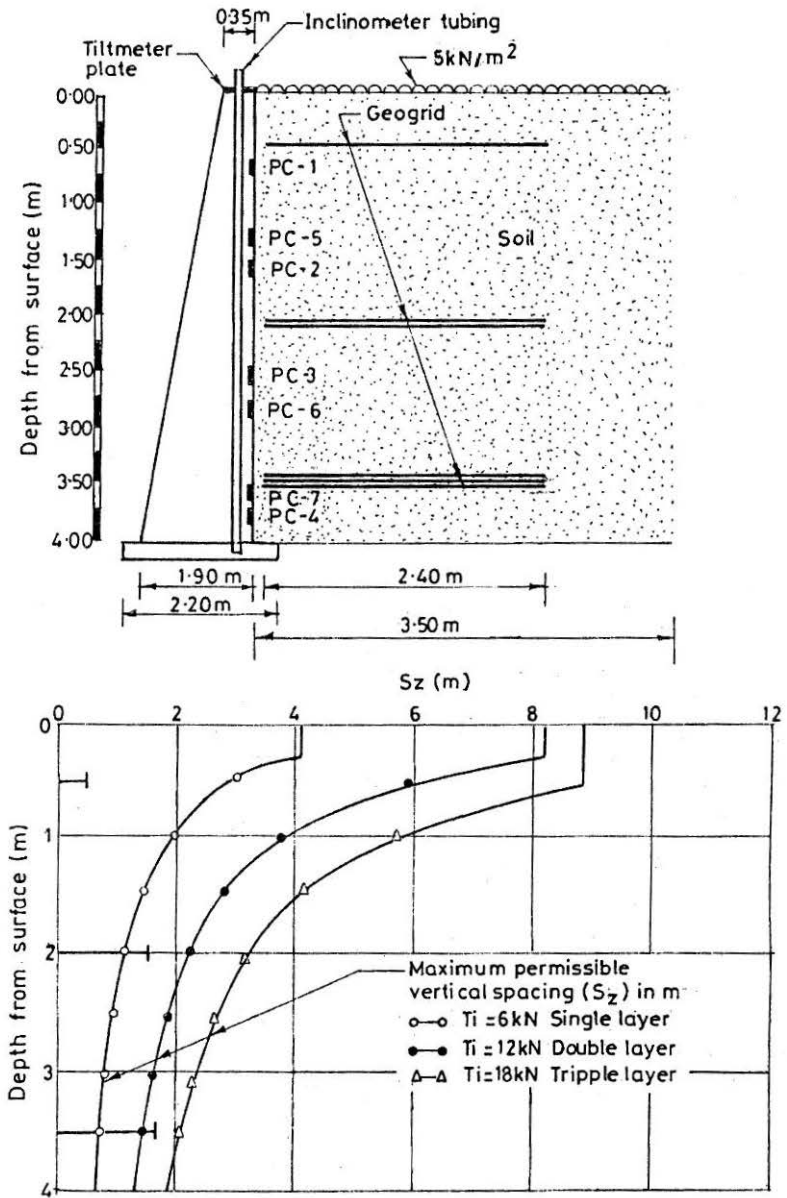 0·35m
Inclinometer tubing
Tiltmeter
plate
5kN/m²
0·00
Geogrid
0·50
PC-1
1·00
PC-5
Soil
1·50
PC-2
2·00
2·50
PC-3
PC-6
3·00
3·50
PC-7
PC-4
4·00
Depth from surface (m)
1·90 m
2·40 m
2·20 m
3·50 m
Sz (m)
0 2 4 6 8 10 12
0
1
2
3
4
Depth from surface (m)
Maximum permissible
vertical spacing (Sz) in m
Ti = 6kN Single layer
Ti = 12kN Double layer
Ti = 18kN Tripple layer